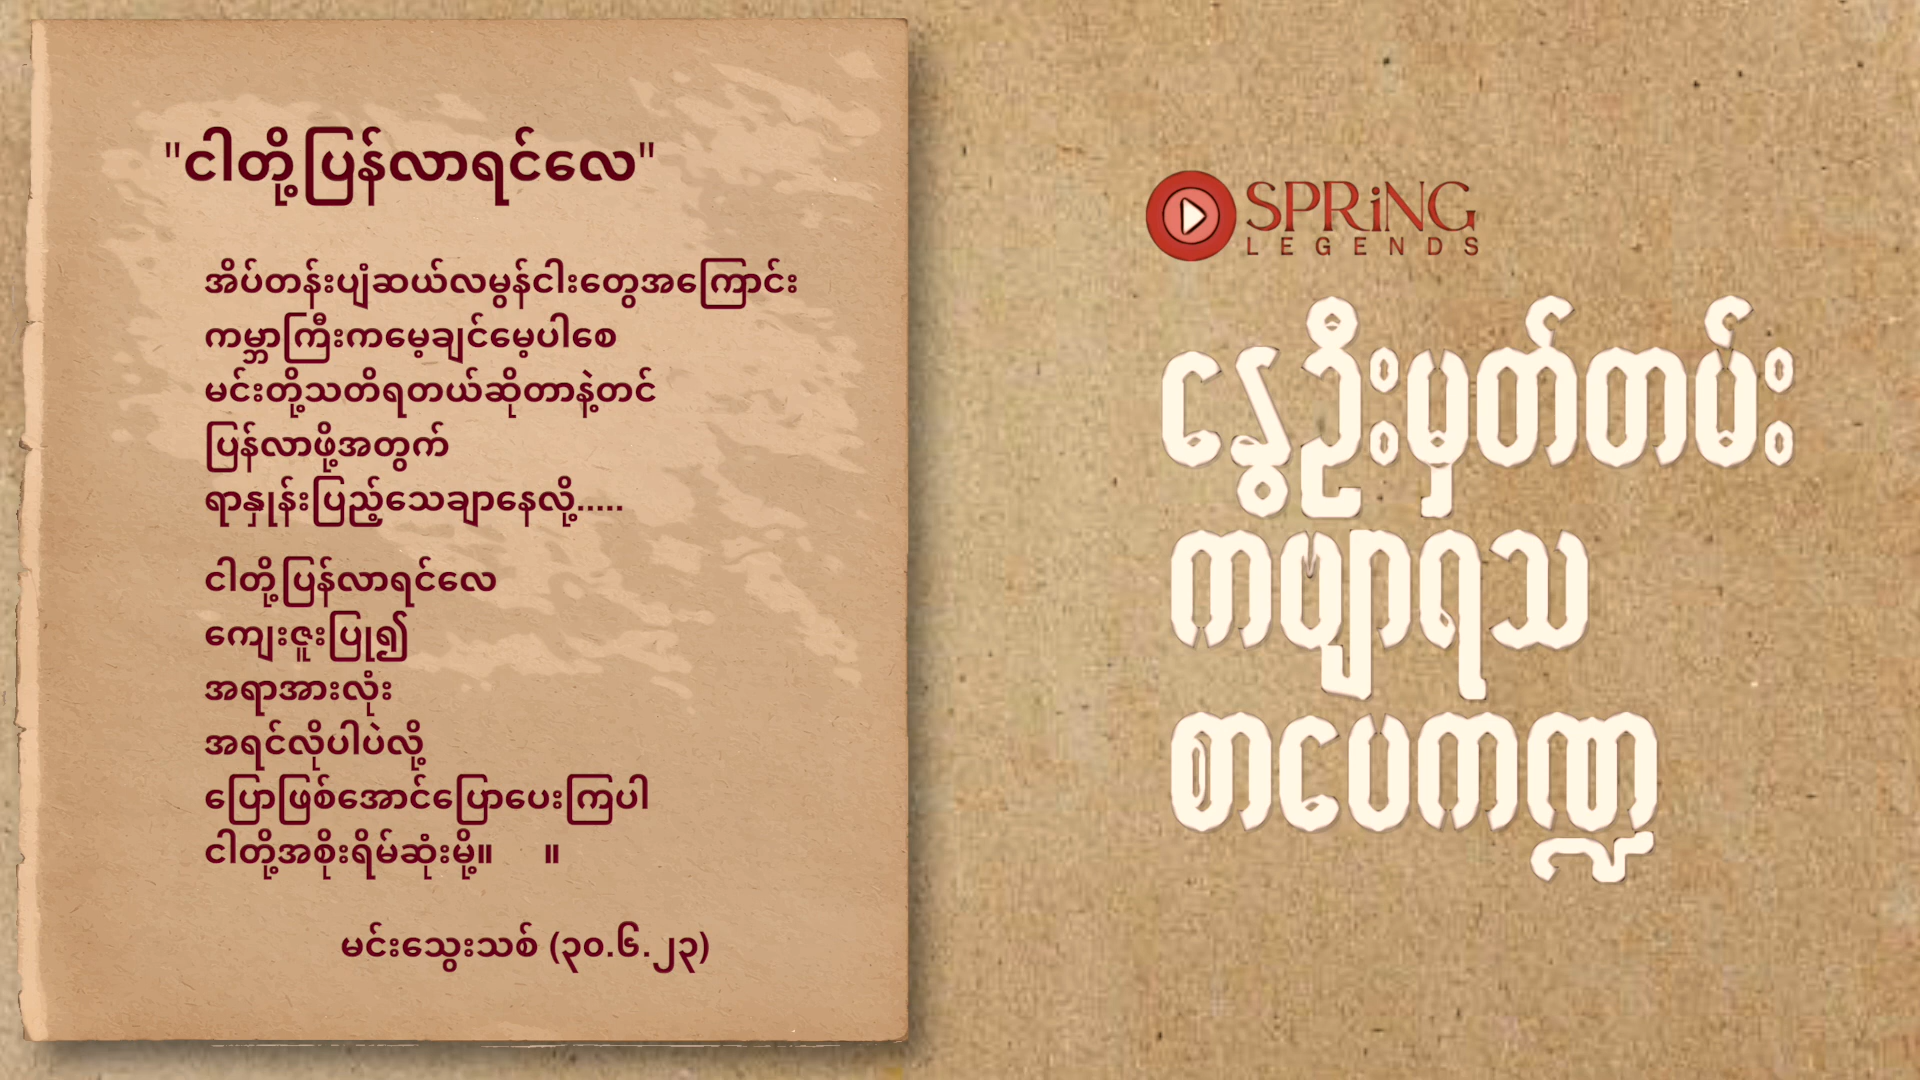 "ငါတို့ပြန်လာရင်လေ"
အိပ်တန်းပျံဆယ်လမွန်ငါးတွေအကြောင်း
ကမ္ဘာကြီးကမေ့ချင်မေ့ပါစေ
မင်းတို့သတိရတယ်ဆိုတာနဲ့တင်
ပြန်လာဖို့အတွက်
ရာနှုန်းပြည့်သေချာနေလို့.....
ငါတို့ပြန်လာရင်လေ
ကျေးဇူးပြု၍
အရာအားလုံး
အရင်လိုပါပဲလို့
ပြောဖြစ်အောင်ပြောပေးကြပါ
ငါတို့အစိုးရိမ်ဆုံးမို့။ ။
မင်းသွေးသစ် (၃၀.၆.၂၃)
SPRiNG
LEGENDS
နွေဦးမှတ်တမ်း
ကဗျာရသ
စာပေကဏ္ဍ